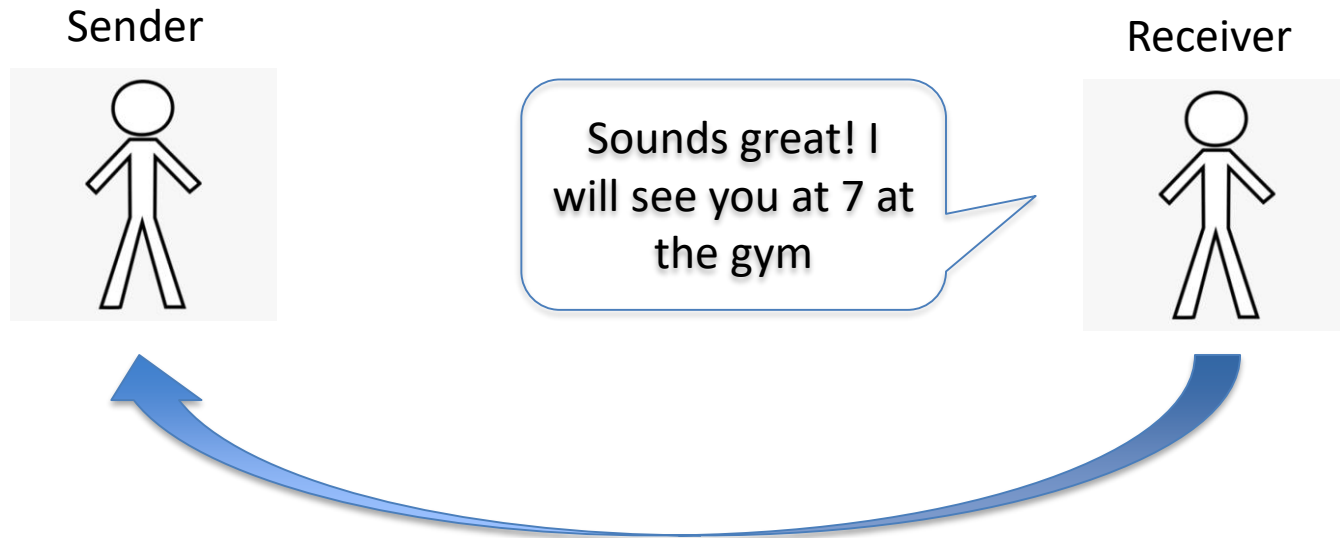 Sender
Receiver
Sounds great! I
will see you at 7 at
the gym